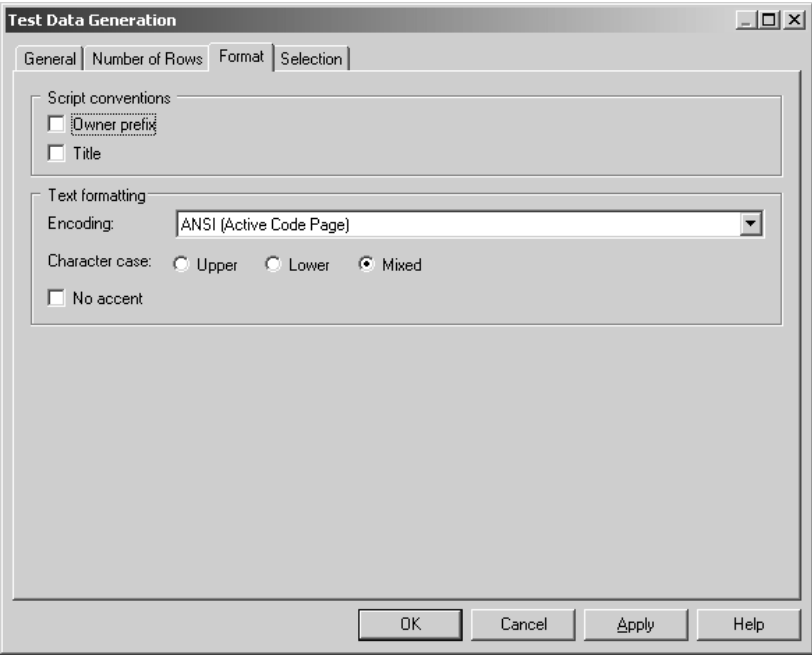 Test Data Generation
General Number of Rows Format Selection
Script conventions
Owner prefix
Title
Text formatting
Encoding: ANSI (Active Code Page)
Character case: Upper Lower Mixed
No accent
OK Cancel Apply Help